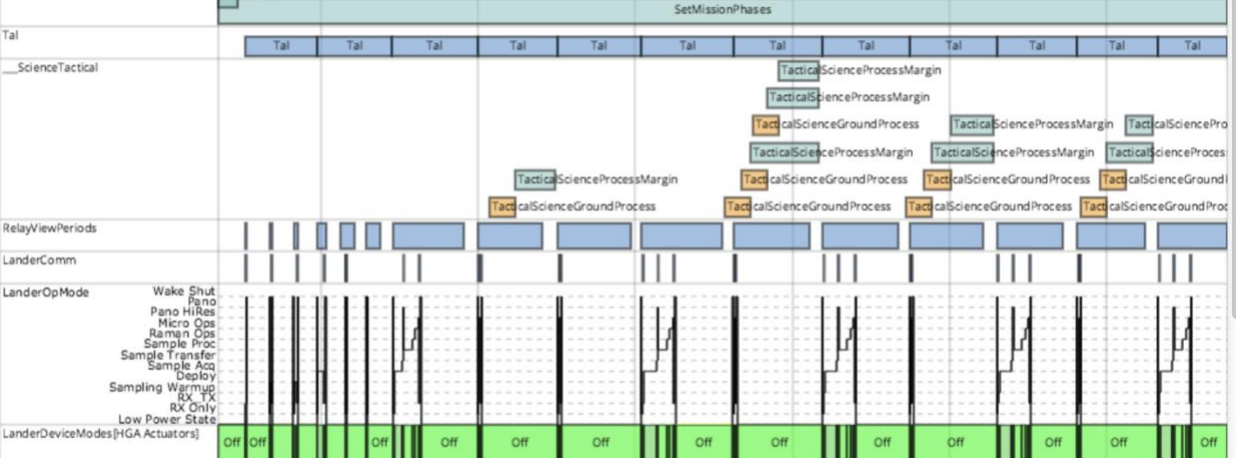 SetMissionPhases
Tal
Tal Tal Tal Tal Tal Tal Tal Tal Tal Tal Tal Tal
___ScienceTactical
TacticalScienceProcessMargin
TacticalScienceProcessMargin
TacticalScienceGroundProcess TacticalScienceProcessMargin TacticalSciencePro
TacticalScienceProcessMargin TacticalScienceProcessMargin TacticalScienceProces
TacticalScienceProcessMargin TacticalScienceGroundProcess TacticalScienceGroundProcess TacticalScienceGroundP
TacticalScienceGroundProcess TacticalScienceGroundProcess TacticalScienceGroundProcess TacticalScienceGroundProc
RelayViewPeriods
LanderComm
LanderOpMode
Wake Shut
Pano
Pano HiRes
Micro Ops
Raman Ops
Sample Proc
Sample Transfer
Sample Acq
Deploy
Sampling Warmup
RX_TX
RX Only
Low Power State
LanderDeviceModes[HGA Actuators]
Off Off Off Off Off Off Off Off Off Off Off Off